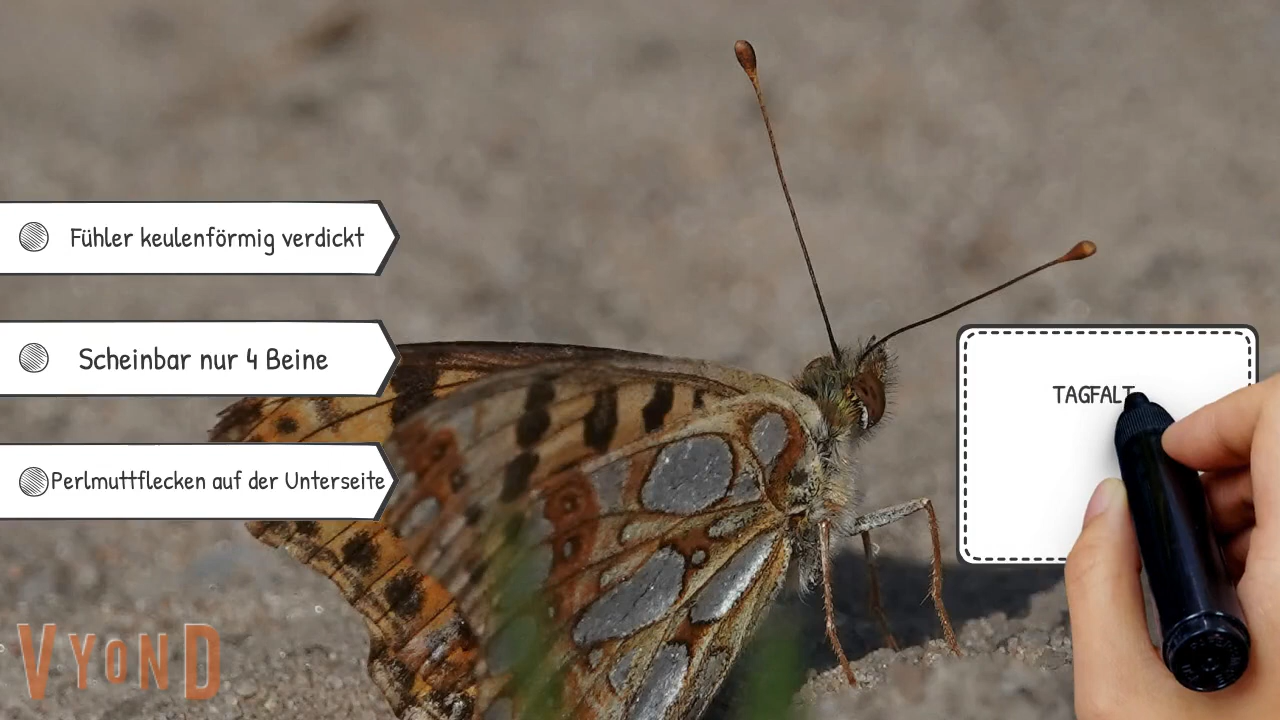 Fühler keulenförmig verdickt
Scheinbar nur 4 Beine
Perlmuttflecken auf der Unterseite
TAGFALT
VYOND